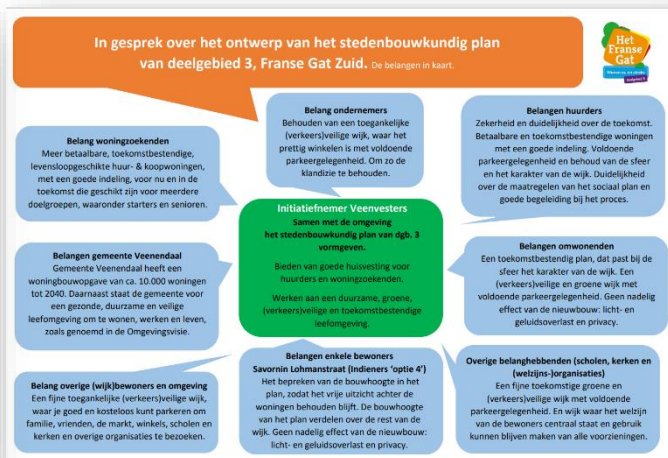 In gesprek over het ontwerp van het stedenbouwkundig plan
van deelgebied 3, Franse Gat Zuid. De belangen in kaart.
Het
Franse
Gat
Belang ondernemers
Behouden van een toegankelijke
(verkeers)veilige wijk, waar het
prettig winkelen is met voldoende
parkeergelegenheid. Om zo de
klandizie te behouden.
Belangen huurders
Zekerheid en duidelijkheid over de toekomst.
Betaalbare en toekomstbestendige woningen
met een goede indeling. Voldoende
parkeergelegenheid en behoud van de sfeer
en het karakter van de wijk. Duidelijkheid
over de maatregelen van het sociaal plan en
goede begeleiding bij het proces.
Belang woningzoekenden
Meer betaalbare, toekomstbestendige,
levensloopgeschikte huur- & koopwoningen,
met een goede indeling, voor nu en in de
toekomst die geschikt zijn voor meerdere
doelgroepen, waaronder starters en senioren.
Initiatiefnemer Veenvesters
Samen met de omgeving
het stedenbouwkundig plan van dgb. 3
vormgeven.
Bieden van goede huisvesting voor
huurders en woningzoekenden.
Werken aan een duurzame, groene,
(verkeers)veilige en toekomstbestendige
leefomgeving.
Belangen gemeente Veenendaal
Gemeente Veenendaal heeft een
woningbouwopgave van ca. 10.000 woningen
tot 2040. Daarnaast staat de gemeente voor
een gezonde, duurzame en veilige
leefomgeving om te wonen, werken en leven,
zoals genoemd in de Omgevingsvisie.
Belangen omwonenden
Een toekomstbestendig plan, dat past bij de
sfeer het karakter van de wijk. Een
(verkeers)veilige en groene wijk met
voldoende parkeergelegenheid. Geen nadelig
effect van de nieuwbouw: licht- en
geluidsoverlast en privacy.
Belang overige (wijk)bewoners en omgeving
Een fijne toegankelijke (verkeers)veilige wijk,
waar je goed en kosteloos kunt parkeren om
familie, vrienden, de markt, winkels, scholen en
kerken en overige organisaties te bezoeken.
Belangen enkele bewoners
Savornin Lohmanstraat (Indieners ‘optie 4’)
Het beperken van de bouwhoogte in het
plan, zodat het vrije uitzicht achter de
woningen behouden blijft. De bouwhoogte
van het plan verdelen over de rest van de
wijk. Geen nadelig effect van de nieuwbouw:
licht- en geluidsoverlast en privacy.
Overige belanghebbenden (scholen, kerken en
(welzijns-)organisaties)
Een fijne toekomstige groene en
(verkeers)veilige wijk met voldoende
parkeergelegenheid. En wijk waar het welzijn
van de bewoners centraal staat en gebruik
kunnen blijven maken van alle voorzieningen.